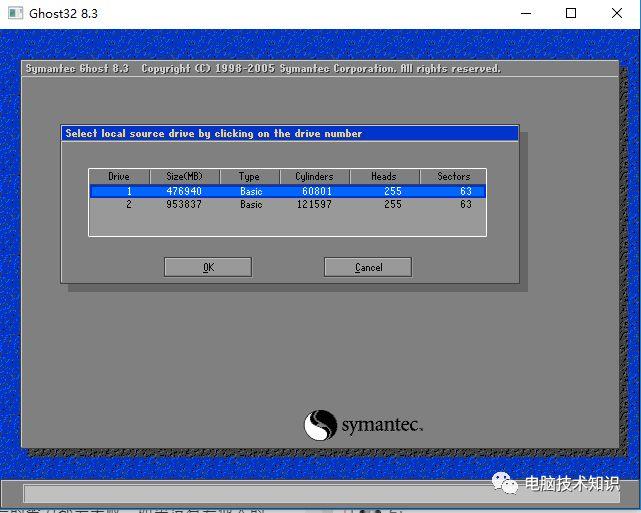 Ghost32 8.3
Symantec Ghost 8.3 Copyright (C) 1998-2005 Symantec Corporation. All rights reserved.
Select local source drive by clicking on the drive number
Drive Size(MB) Type Cylinders Heads Sectors
1 476940 Basic 60801 255 63
2 953837 Basic 121597 255 63
OK Cancel
symantec.
电脑技术知识